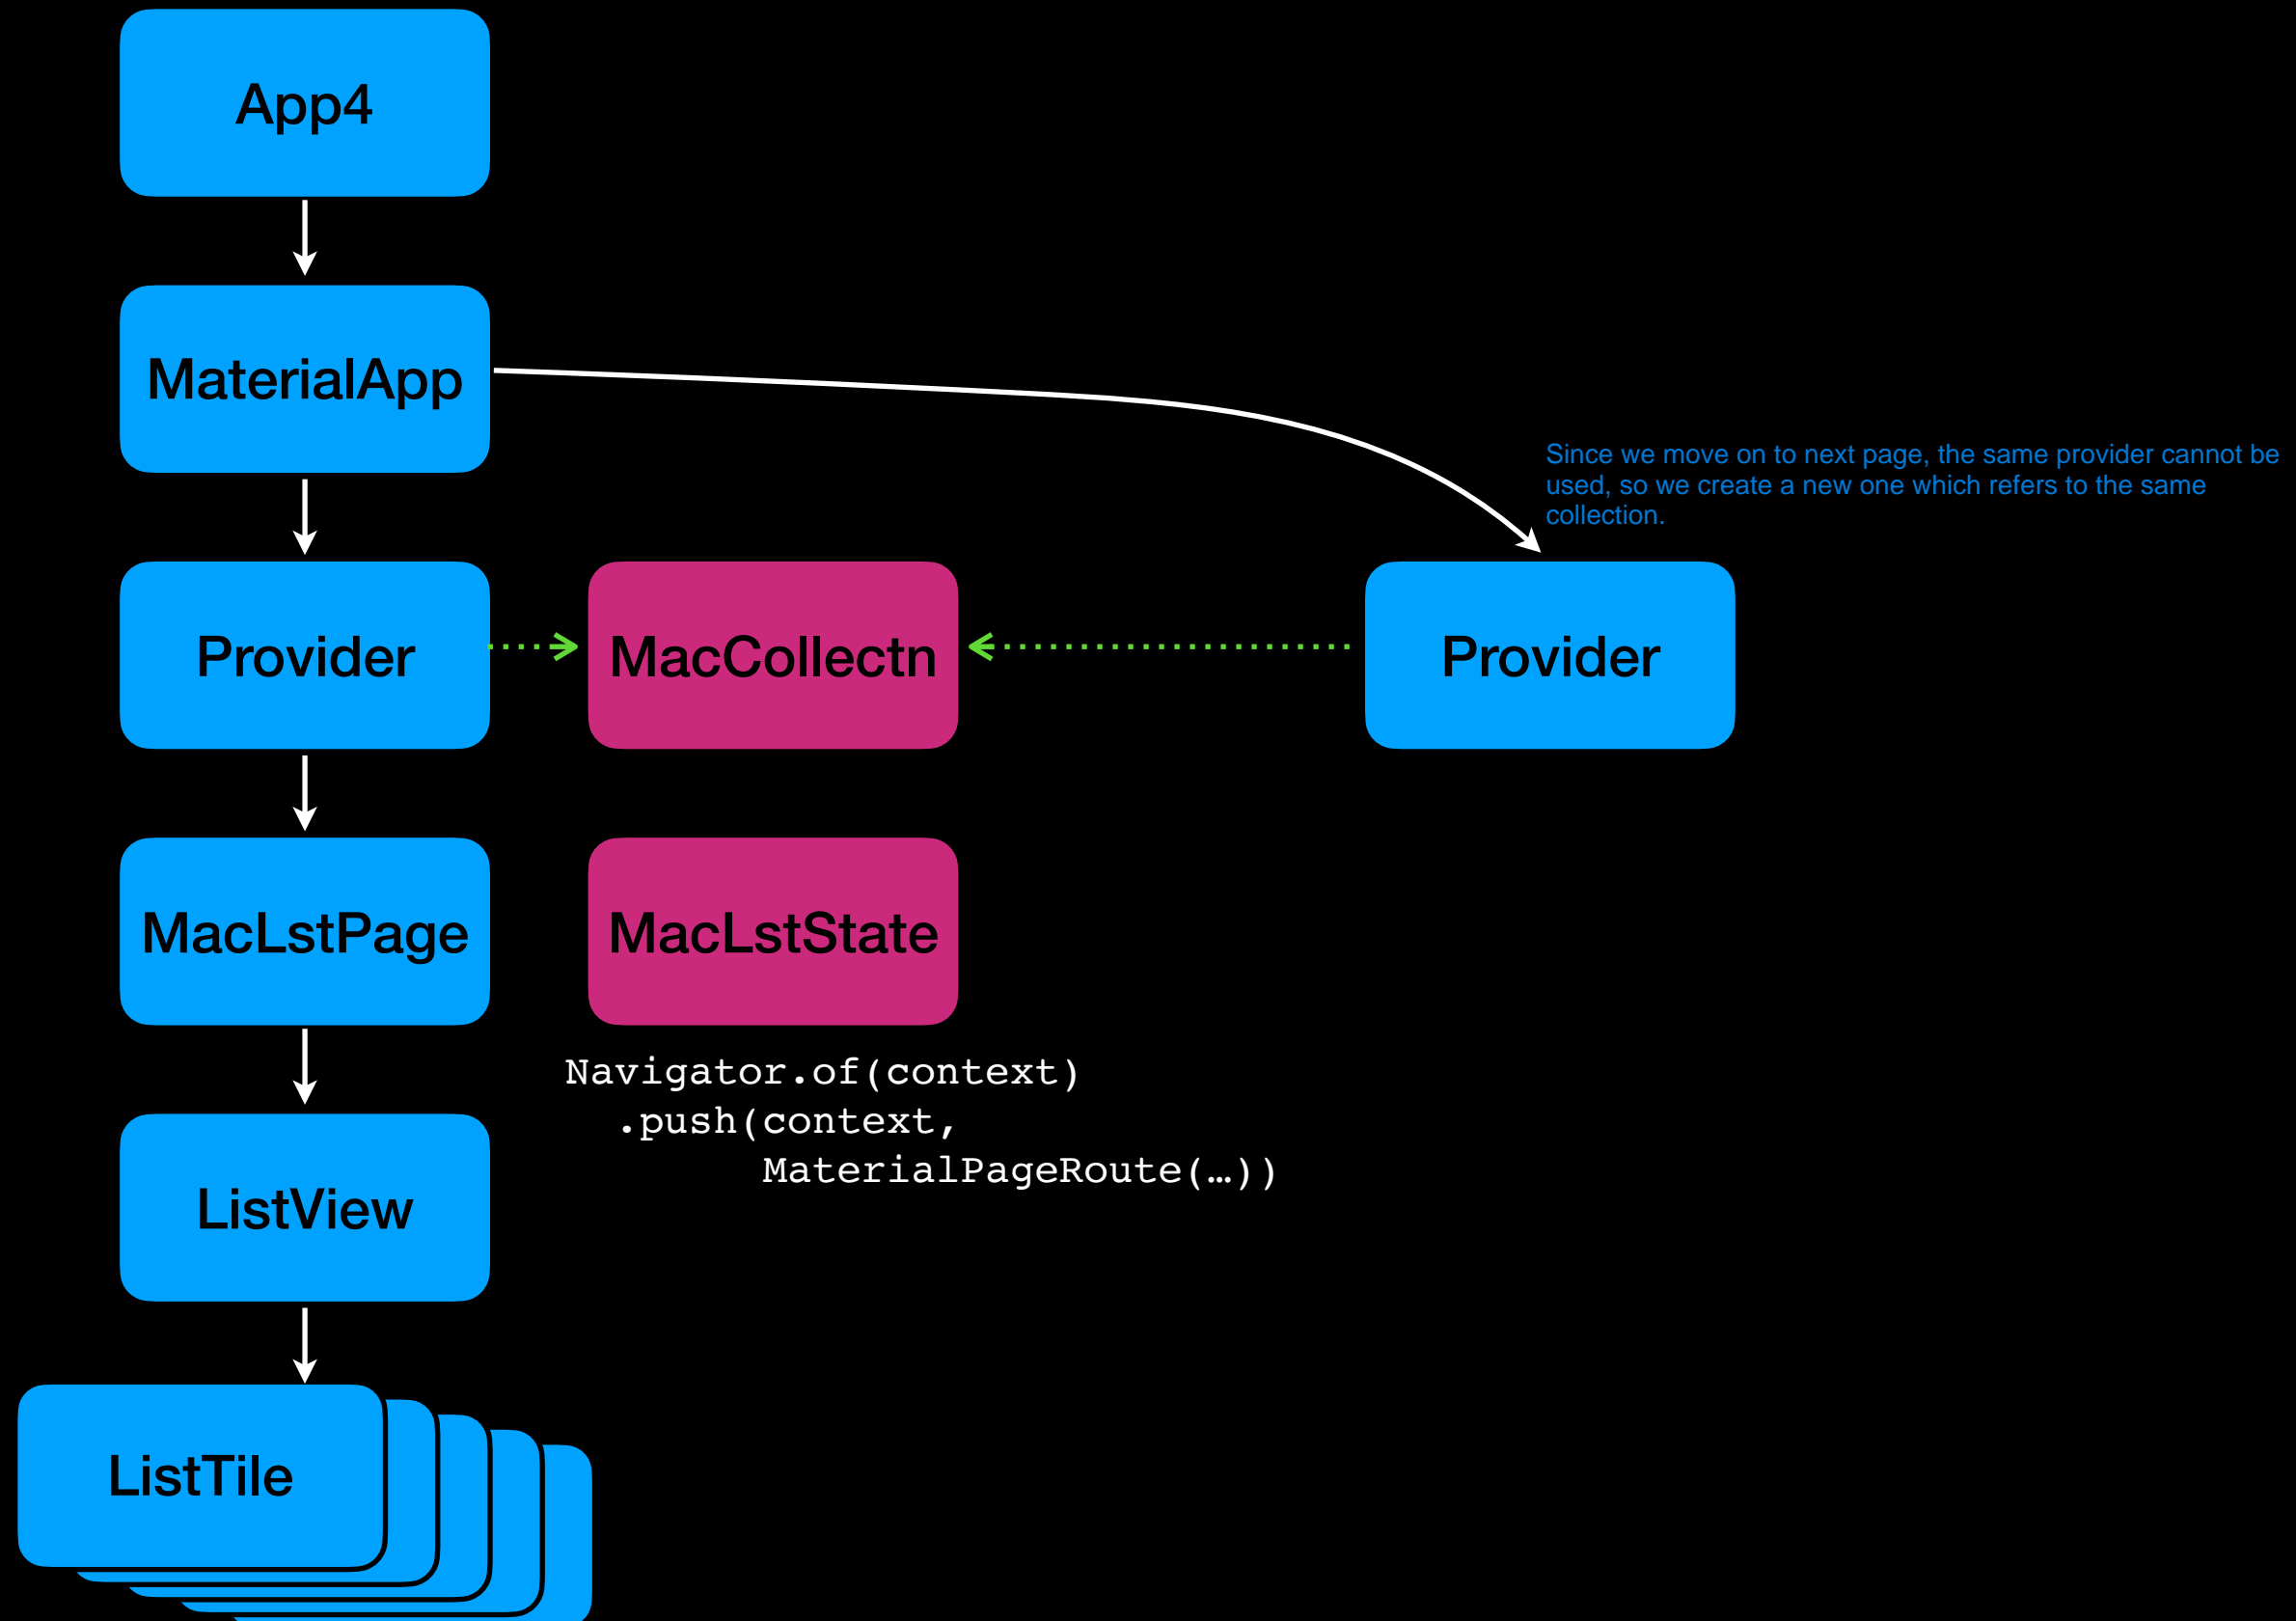 App4
MaterialApp
Since we move on to next page, the same provider cannot be
used, so we create a new one which refers to the same
collection.
Provider
MacCollectn
Provider
MacLstPage
MacLstState
Navigator.of(context)
.push(context,
MaterialPageRoute(…))
ListView
ListTile